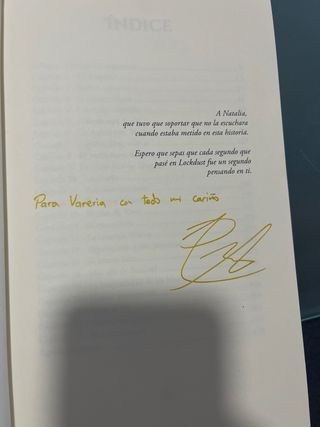 ÍNDICE
A Natalia,
que tuvo que soportar que no la escuchara
cuando estaba metido en esta historia.
Espero que sepas que cada segundo que
pasé en Lockdust fue un segundo
pensando en ti.
Para Vareria con todo mi cariño